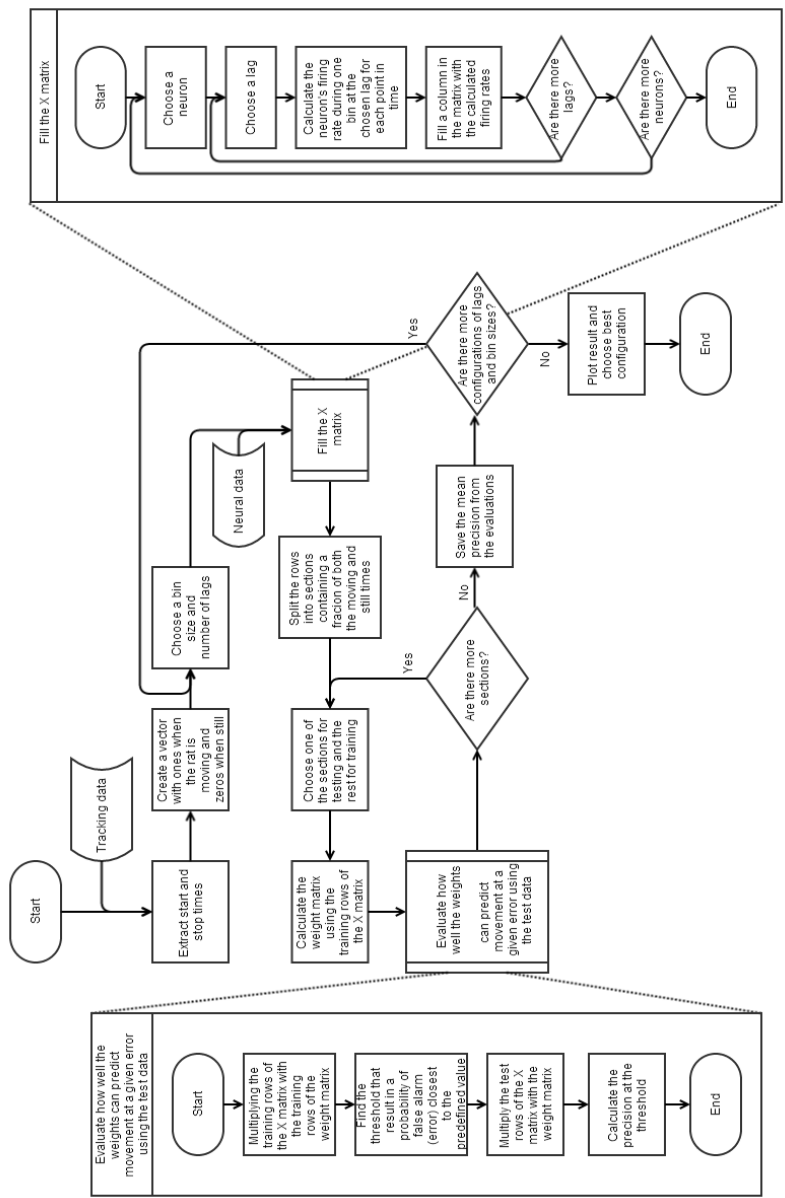 Fill the X matrix
Start
Choose a
neuron
Choose a lag
Calculate the
neuron's firing
rate during one
bin at the
chosen lag for
each point in
time
Fill a column in
the matrix with
the calculated
firing rates
Are there more
lags?
Are there more
neurons?
End
Start
Tracking data
Extract start and
stop times
Create a vector
with ones when
the rat is
moving and
zeros when still
Choose a bin
size and
number of lags
Neural data
Fill the X
matrix
Split the rows
into sections
containing a
fracion of both
the moving and
still times
Choose one of
the sections for
testing and the
rest for training
Calculate the
weight matrix
using the
training rows of
the X matrix
Evaluate how
well the weights
can predict
movement at a
given error using
the test data
Are there more
sections?
Yes
No
Save the mean
precision from
the evaluations
Are there more
configurations of lags
and bin sizes?
Yes
No
Plot result and
choose best
configuration
End
Evaluate how well the
weights can predict
movement at a given error
using the test data
Start
Multiplying the
training rows of
the X matrix with
the training
rows of the
weight matrix
Find the
threshold that
result in a
probability of
false alarm
(error) closest
to the
predefined value
Multiply the test
rows of the X
matrix with the
weight matrix
Calculate the
precision at the
threshold
End